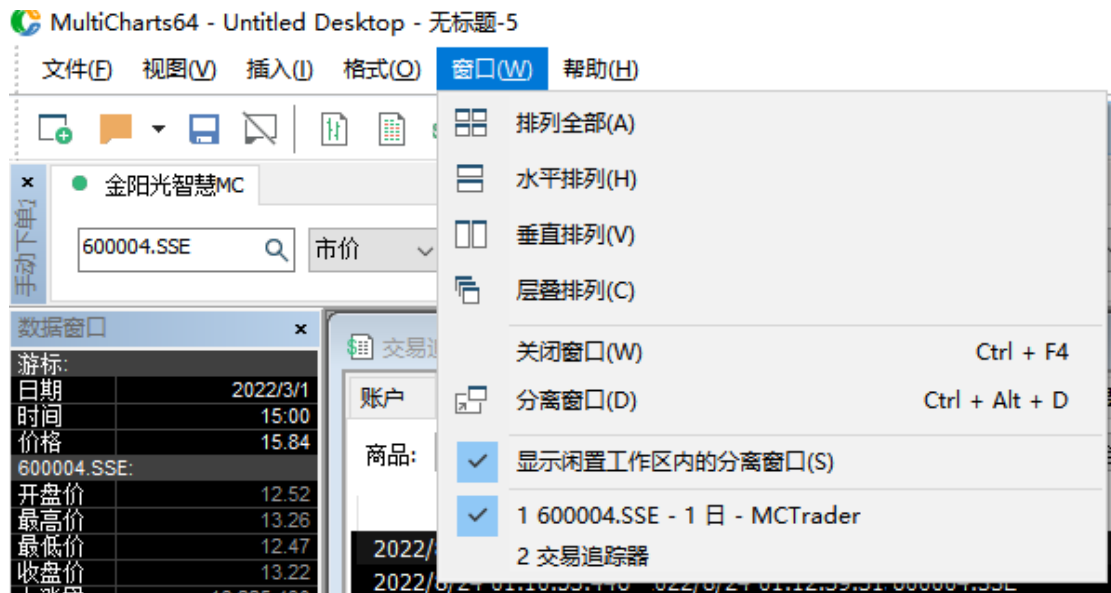 MultiCharts64 - Untitled Desktop - 无标题-5
文件(F) 视图(V) 插入(I) 格式(O) 窗口(W) 帮助(H)
排列全部(A)
水平排列(H)
垂直排列(V)
层叠排列(C)
关闭窗口(W) Ctrl + F4
分离窗口(D) Ctrl + Alt + D
显示闲置工作区内的分离窗口(S)
1 600004.SSE - 1 日 - MCTrader
2 交易追踪器
金阳光智慧MC
手动下单
600004.SSE 市价
数据窗口
游标:
日期 2022/3/1
时间 15:00
价格 15.84
600004.SSE:
开盘价 12.52
最高价 13.26
最低价 12.47
收盘价 13.22
交易追
账户
商品:
2022/